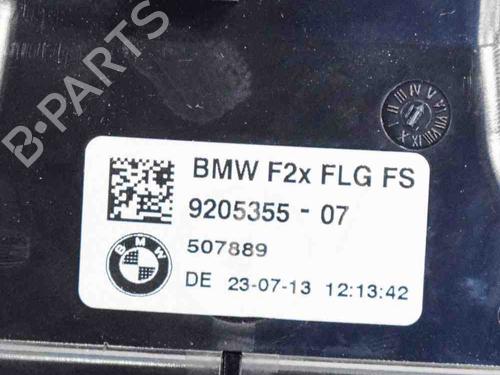 B-PARTS
BMW F2x FLG FS
9205355 - 07
507889
BMW
DE 23-07-13 12:13:42